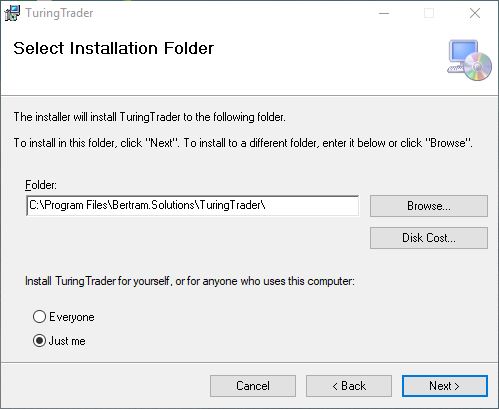 TuringTrader
Select Installation Folder
The installer will install TuringTrader to the following folder.
To install in this folder, click "Next". To install to a different folder, enter it below or click "Browse".
Folder:
C:\Program Files\Bertram.Solutions\TuringTrader\
Browse...
Disk Cost...
Install TuringTrader for yourself, or for anyone who uses this computer:
Everyone
Just me
Cancel
< Back
Next >